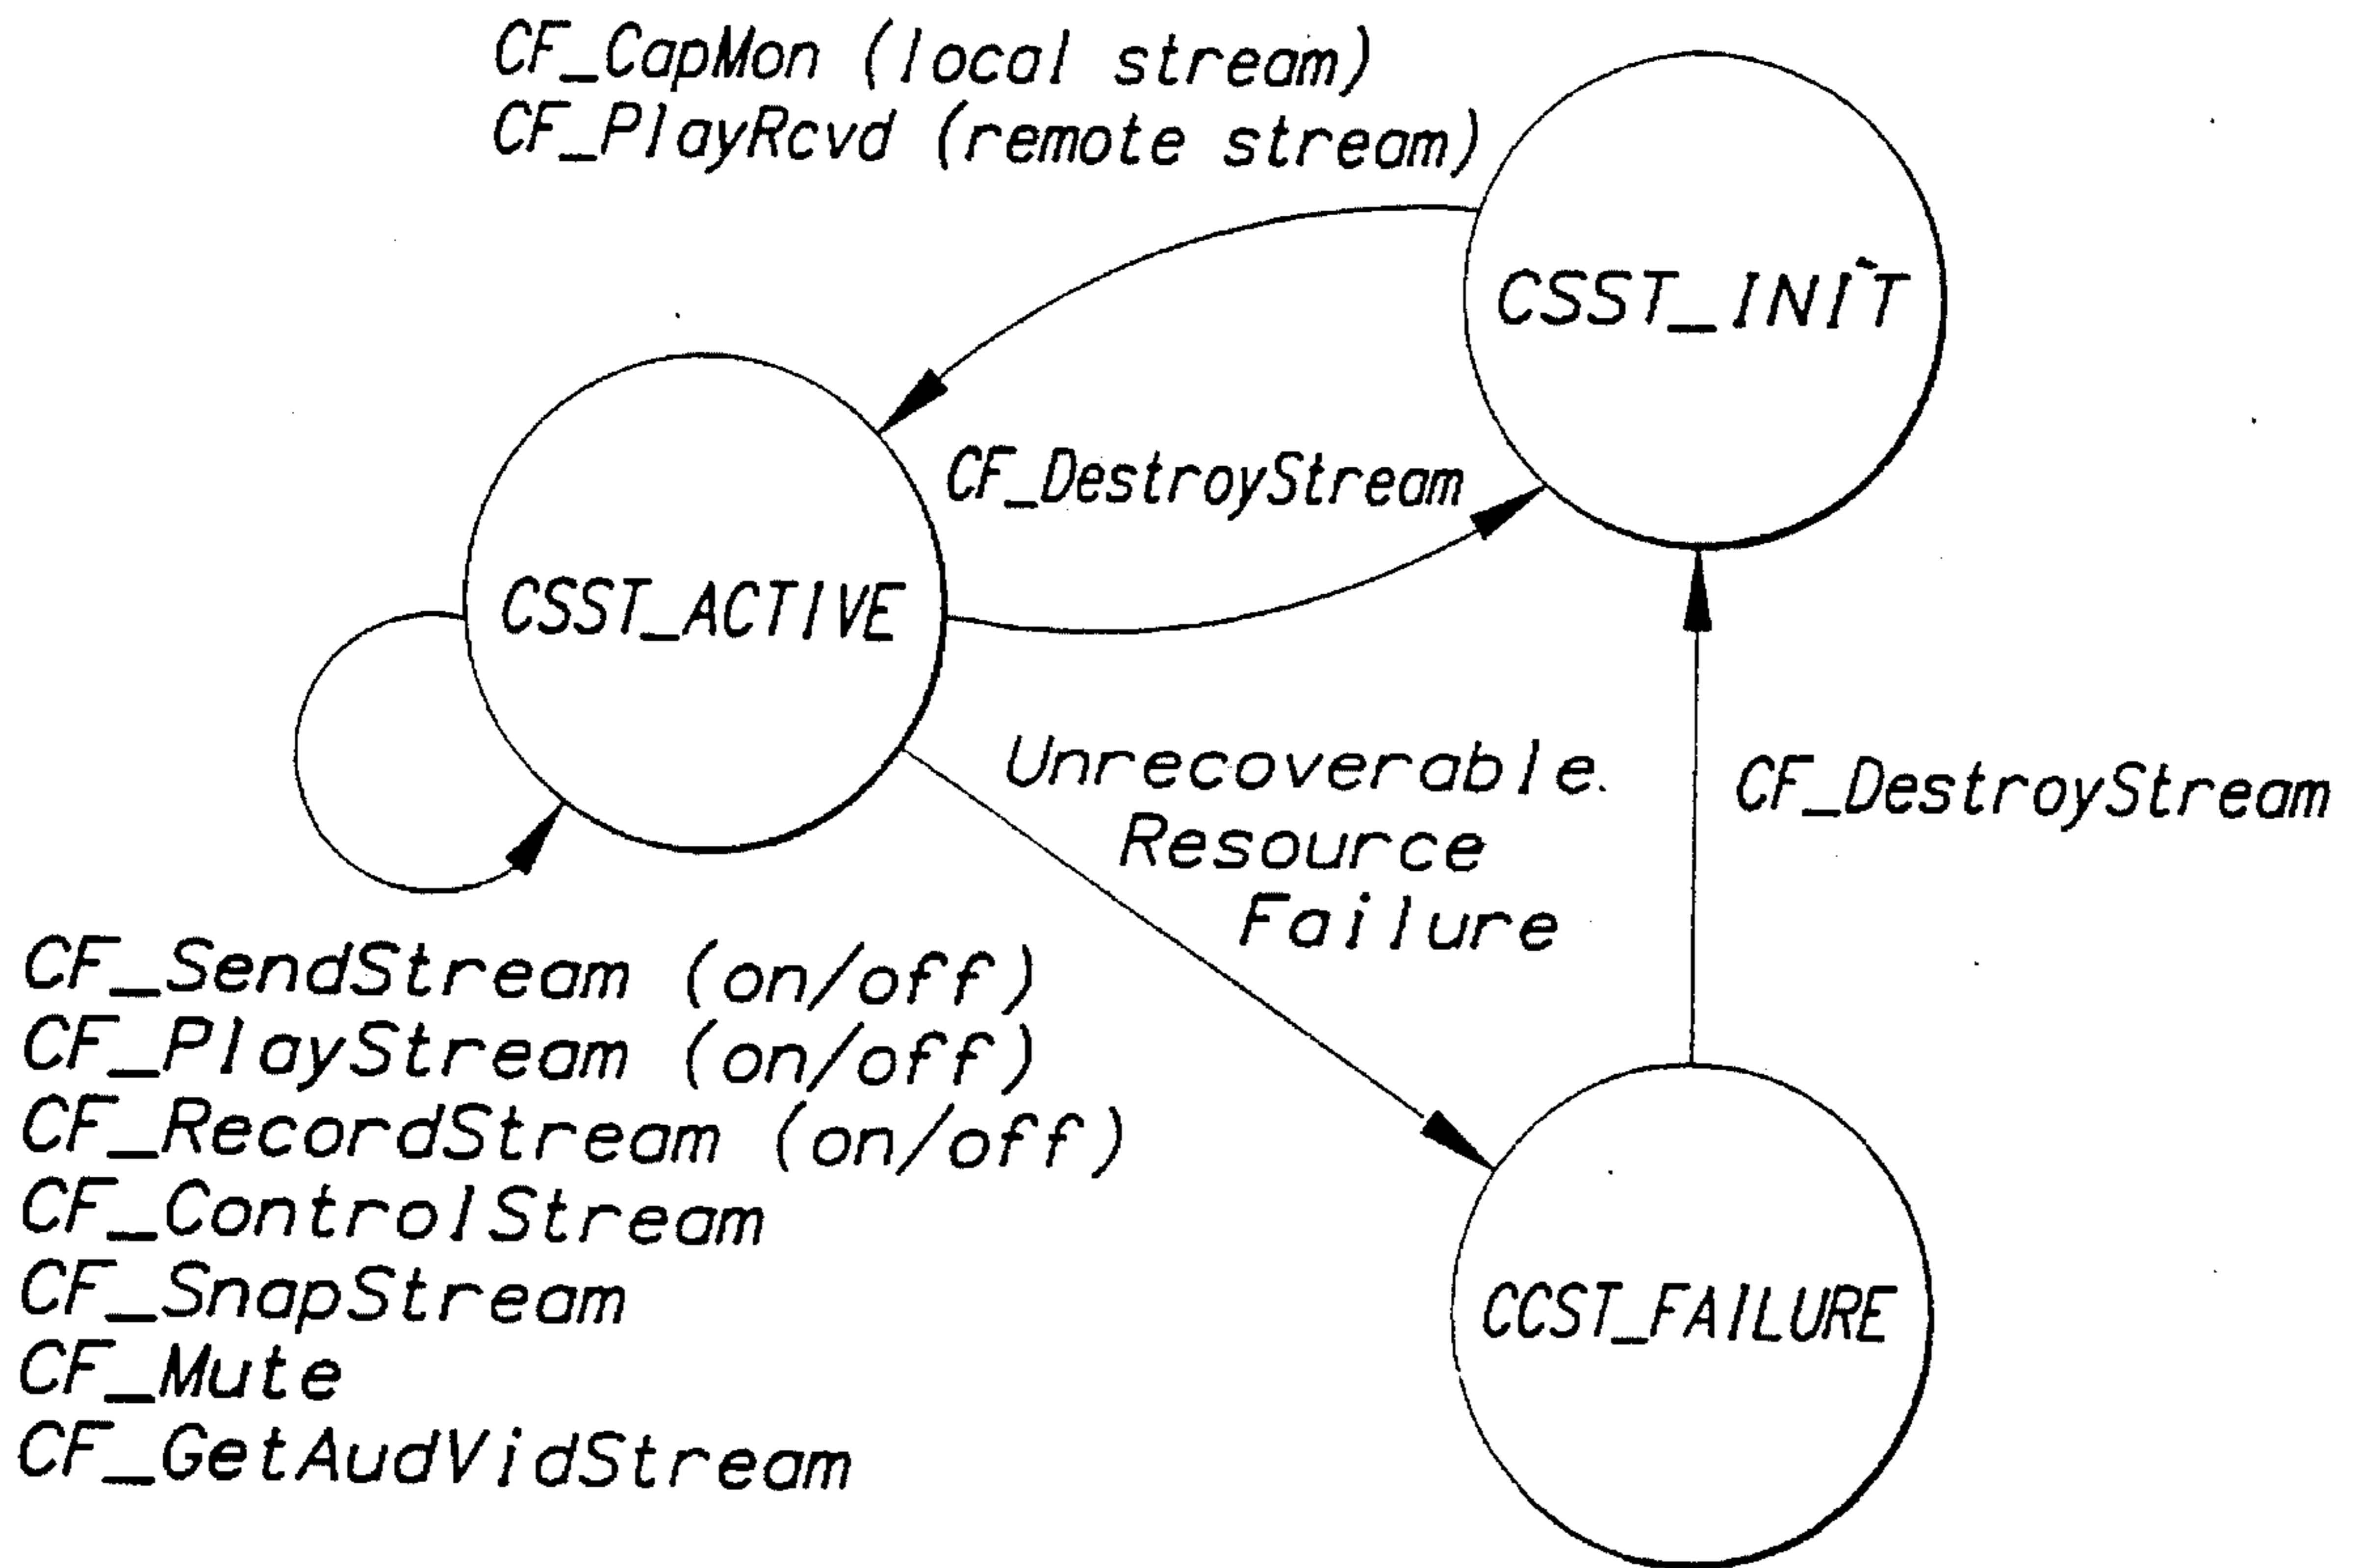 CF_CapMon (local stream)
CF_PlayRcvd (remote stream)
CSST_INIT
CF_DestroyStream
CSST_ACTIVE
Unrecoverable
Resource
Failure
CF_DestroyStream
CF_SendStream (on/off)
CF_PlayStream (on/off)
CF_RecordStream (on/off)
CF_ControlStream
CF_SnapStream
CF_Mute
CF_GetAudVidStream
CCST_FAILURE